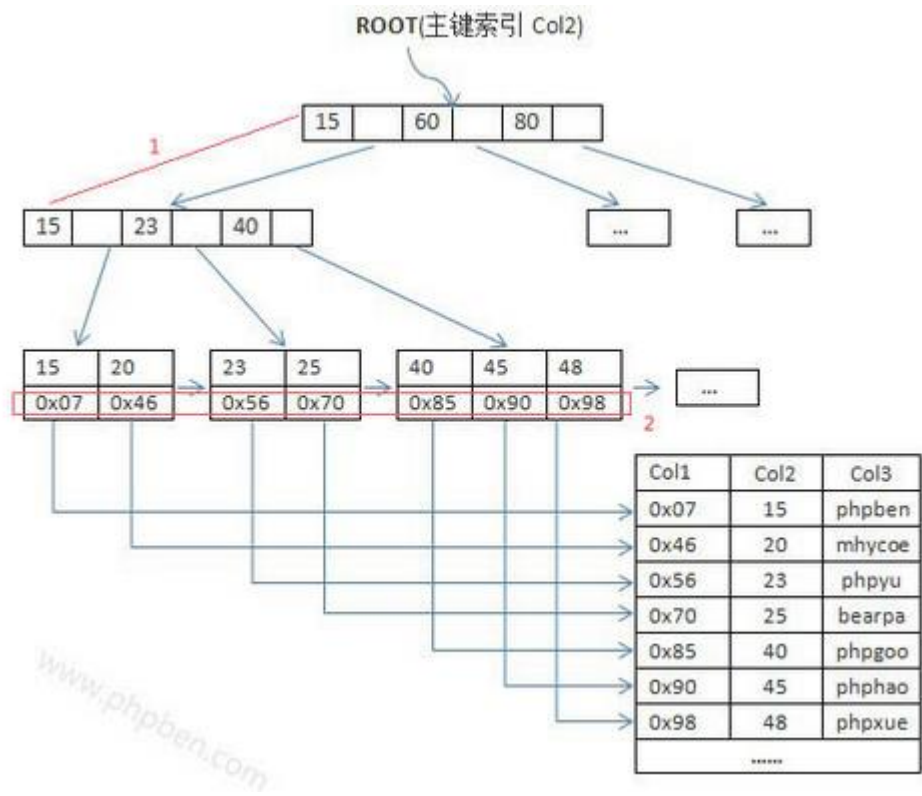 ROOT(主键索引 Col2)
15 60 80
1
15 23 40
... ...
15 20 23 25 40 45 48
0x07 0x46 0x56 0x70 0x85 0x90 0x98
...
2
Col1 Col2 Col3
0x07 15 phpben
0x46 20 mhycoe
0x56 23 phpyu
0x70 25 bearpa
0x85 40 phpgoo
0x90 45 phphao
0x98 48 phpxue
......
www.phpben.com